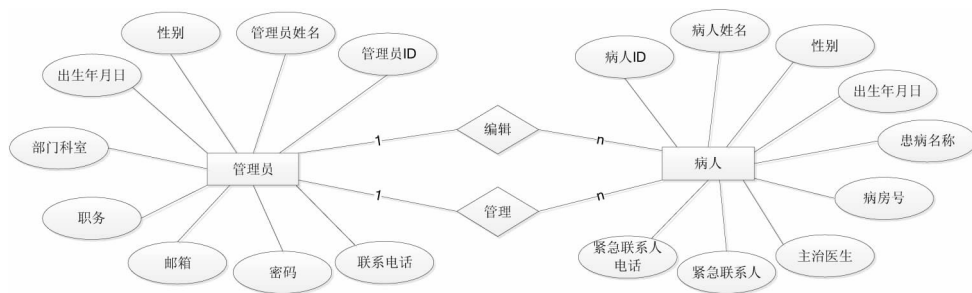 性别
管理员姓名
管理员ID
出生年月日
部门科室
管理员
职务
邮箱
密码
联系电话
1
编辑
n
1
管理
n
病人ID
病人姓名
性别
出生年月日
患病名称
病人
病房号
主治医生
紧急联系人
紧急联系人
电话